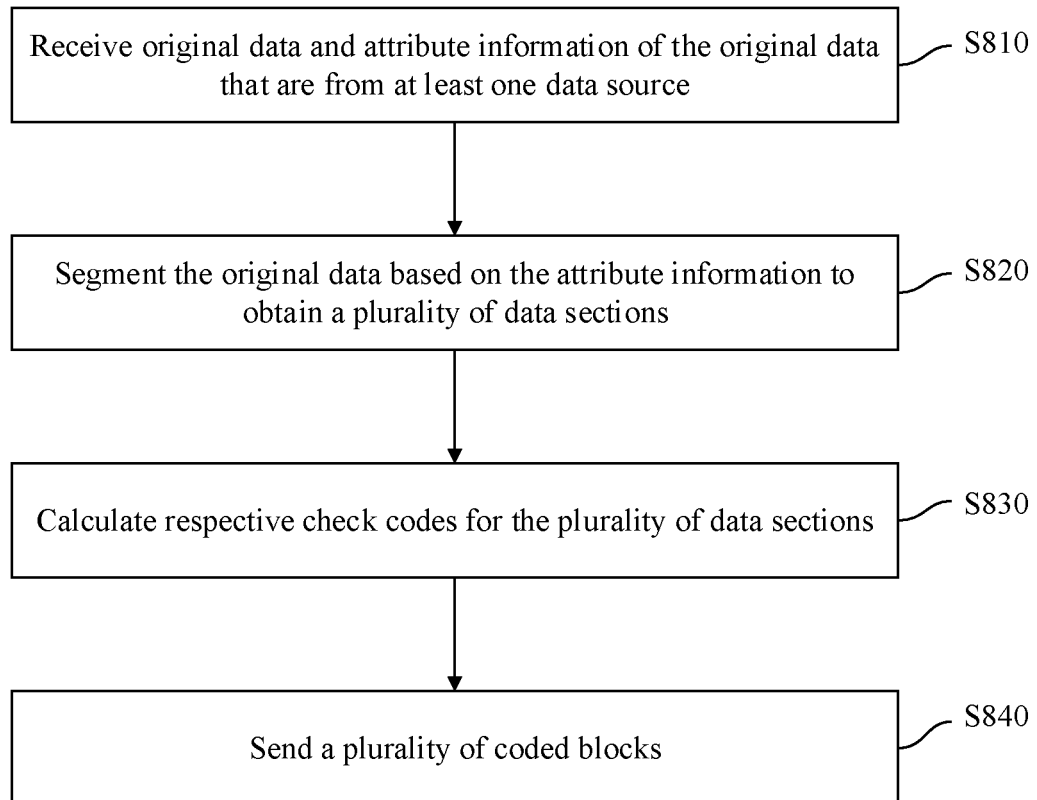 Receive original data and attribute information of the original data
that are from at least one data source
S810
Segment the original data based on the attribute information to
obtain a plurality of data sections
S820
Calculate respective check codes for the plurality of data sections
S830
Send a plurality of coded blocks
S840